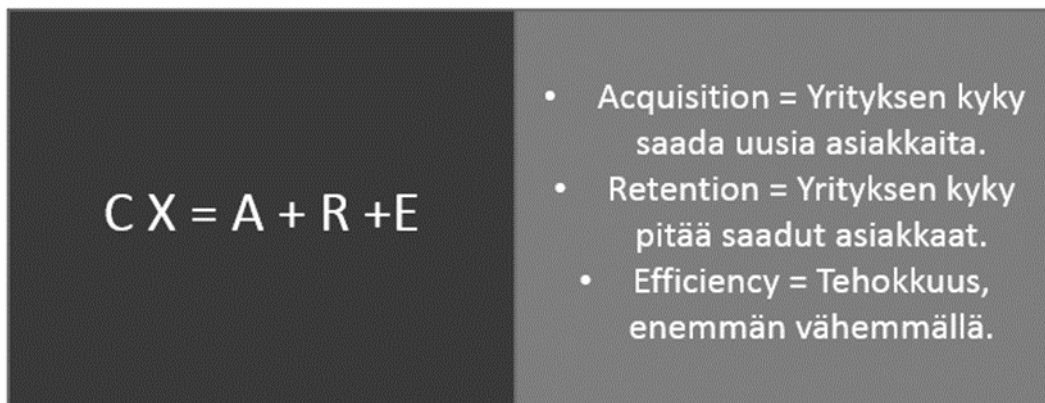 C X = A + R +E
• Acquisition = Yrityksen kyky
saada uusia asiakkaita.
• Retention = Yrityksen kyky
pitää saadut asiakkaat.
• Efficiency = Tehokkuus,
enemmän vähemmällä.